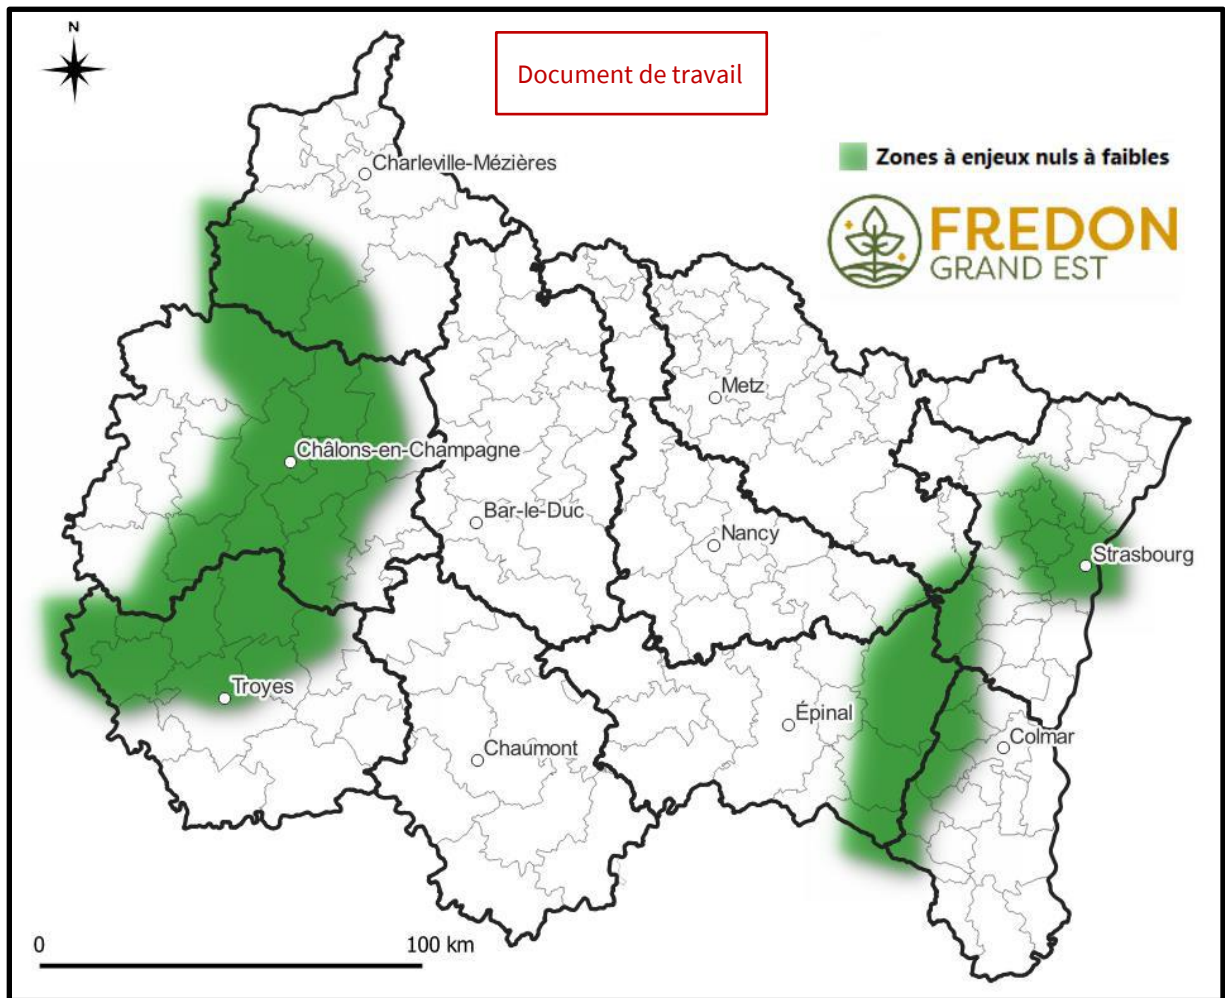 N
Document de travail
Charleville-Mézières
Zones à enjeux nuls à faibles
FREDON
GRAND EST
Metz
Châlons-en-Champagne
Bar-le-Duc
Nancy
Strasbourg
Troyes
Épinal
Colmar
Chaumont
0
100 km